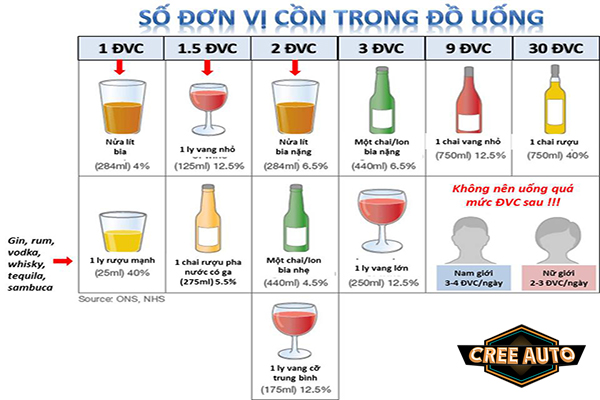 SỐ ĐƠN VỊ CỒN TRONG ĐỒ UỐNG
1 ĐVC
1.5 ĐVC
2 ĐVC
3 ĐVC
9 ĐVC
30 ĐVC
Nửa lít
bia
(284ml) 4%
1 ly vang nhỏ
(125ml) 12.5%
Nửa lít
bia nặng
(284ml) 6.5%
Một chai/lon
bia nặng
(440ml) 6.5%
1 chai vang nhỏ
(750ml) 12.5%
1 chai rượu
(750ml) 40%
Gin, rum,
vodka,
whisky,
tequila,
sambuca
1 ly rượu mạnh
(25ml) 40%
1 chai rượu pha
nước có ga
(275ml) 5.5%
Một chai/lon
bia nhẹ
(440ml) 4.5%
1 ly vang lớn
(250ml) 12.5%
Không nên uống quá
mức ĐVC sau !!!
Nam giới
3-4 ĐVC/ngày
Nữ giới
2-3 ĐVC/ngày
Source: ONS, NHS
1 ly vang cỡ
trung bình
(175ml) 12.5%
CREE AUTO